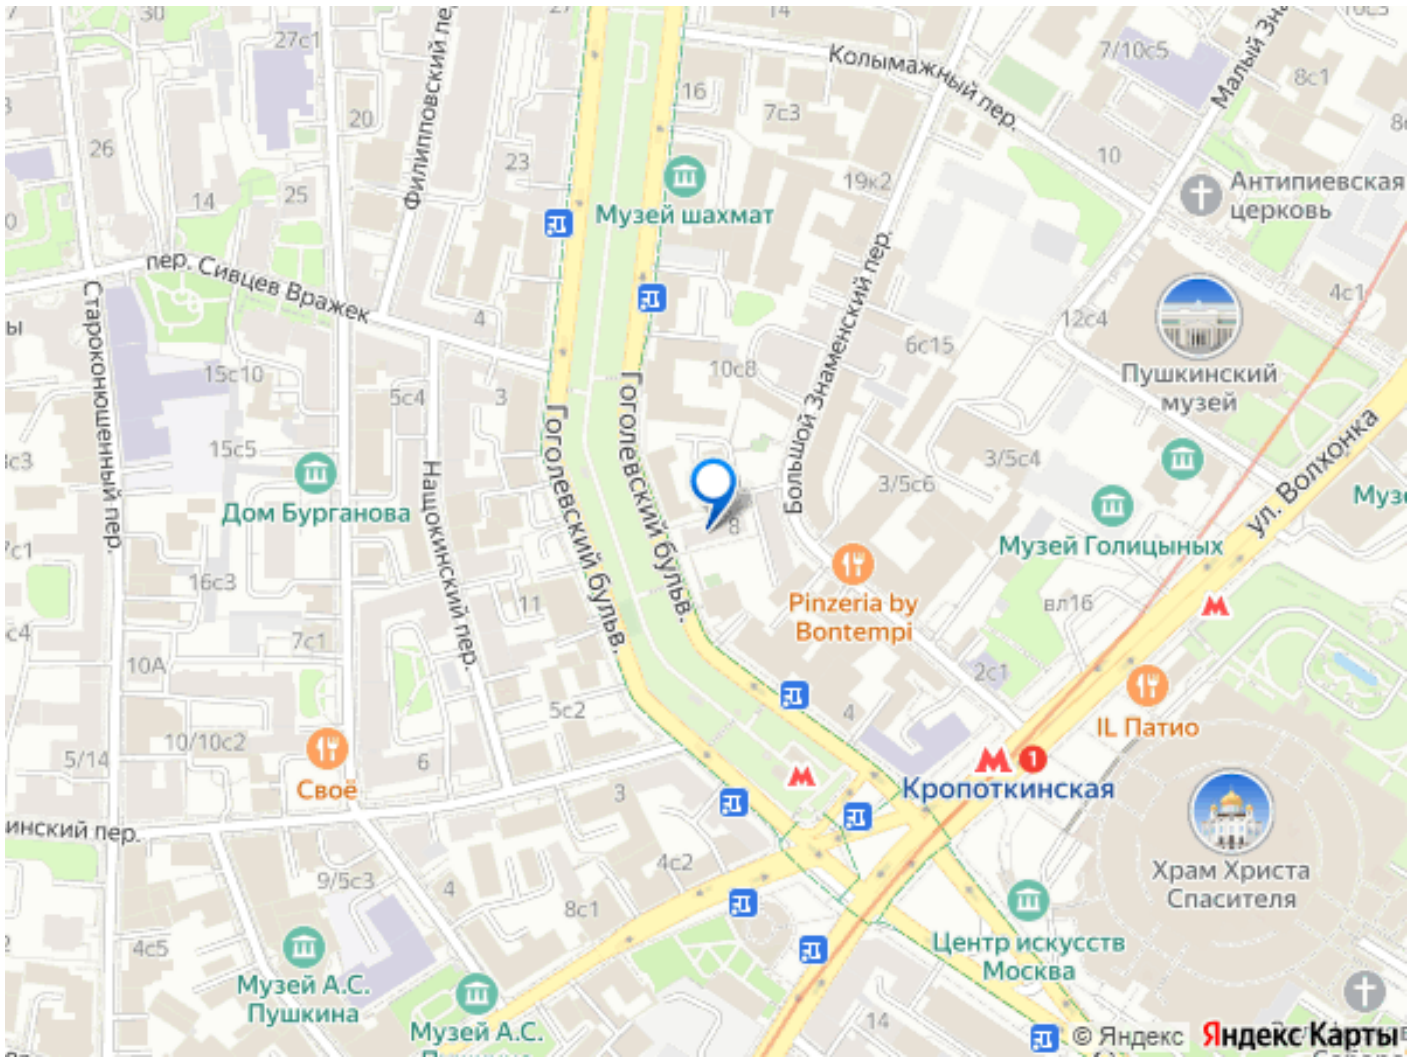 30
27с1
Филипповский пе
14
Колымажный пер.
7/10с5
Малый Зн
10с3
8с1
16
7с3
20
26
23
10
19к2
Антипиевская
церковь
14
25
Музей шахмат
пер. Сивцев Вражек
4с1
12с4
4
6с15
Большой Знаменский пер.
10с8
15с10
5с4
3
Пушкинский
музей
Староконюшенный пер.
Гоголевский бульв.
Гоголевский бульв.
ул. Волхонка
15с5
3/5с4
3/5с6
Нащокинский пер.
Дом Бурганова
8
Музей Голицыных
16с3
11
Pinzeria by
Bontempi
вл16
7с1
10А
2с1
5с2
4
IL Патио
10/10с2
5/14
6
Своё
3
Кропоткинская
1
инский пер.
4с2
Храм Христа
Спасителя
9/5с3
4
8с1
4с5
Центр искусств
Москва
Музей А.С.
Пушкина
14
Музей А.С.
© Яндекс
Яндекс Карты